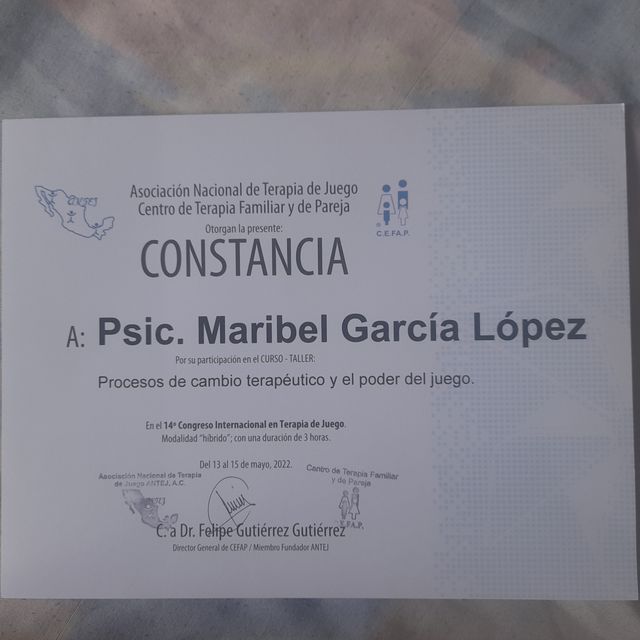 Asociación Nacional de Terapia de Juego
Centro de Terapia Familiar y de Pareja
Otorgan la presente:
C.E.FA.P.
CONSTANCIA
A: Psic. Maribel García López
Por su participación en el CURSO - TALLER:
Procesos de cambio terapéutico y el poder del juego.
En el 14º Congreso Internacional en Terapia de Juego.
Modalidad "híbrido"; con una duración de 3 horas.
Del 13 al 15 de mayo, 2022.
Asociación Nacional de Terapia
de Juego ANTEJ, A.C.
Centro de Terapia Familiar
y de Pareja
C.E.FA.P.
C. a Dr. Felipe Gutiérrez Gutiérrez
Director General de CEFAP / Miembro Fundador ANTEJ